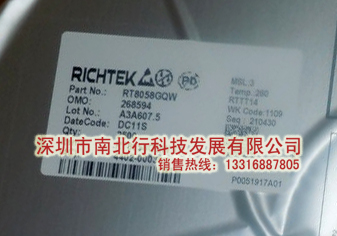 RICHTEK
Pb
MSL:3
Part No.: RT8058GQW
Temp.:260
OMO: 268594
RTTT14
Lot No.: A3A607.5
WK Code:1109
DateCode: DC11S
Seq.: 210430
Qty:
深圳市南北行科技发展有限公司
销售热线：13316887805
P0051917A01